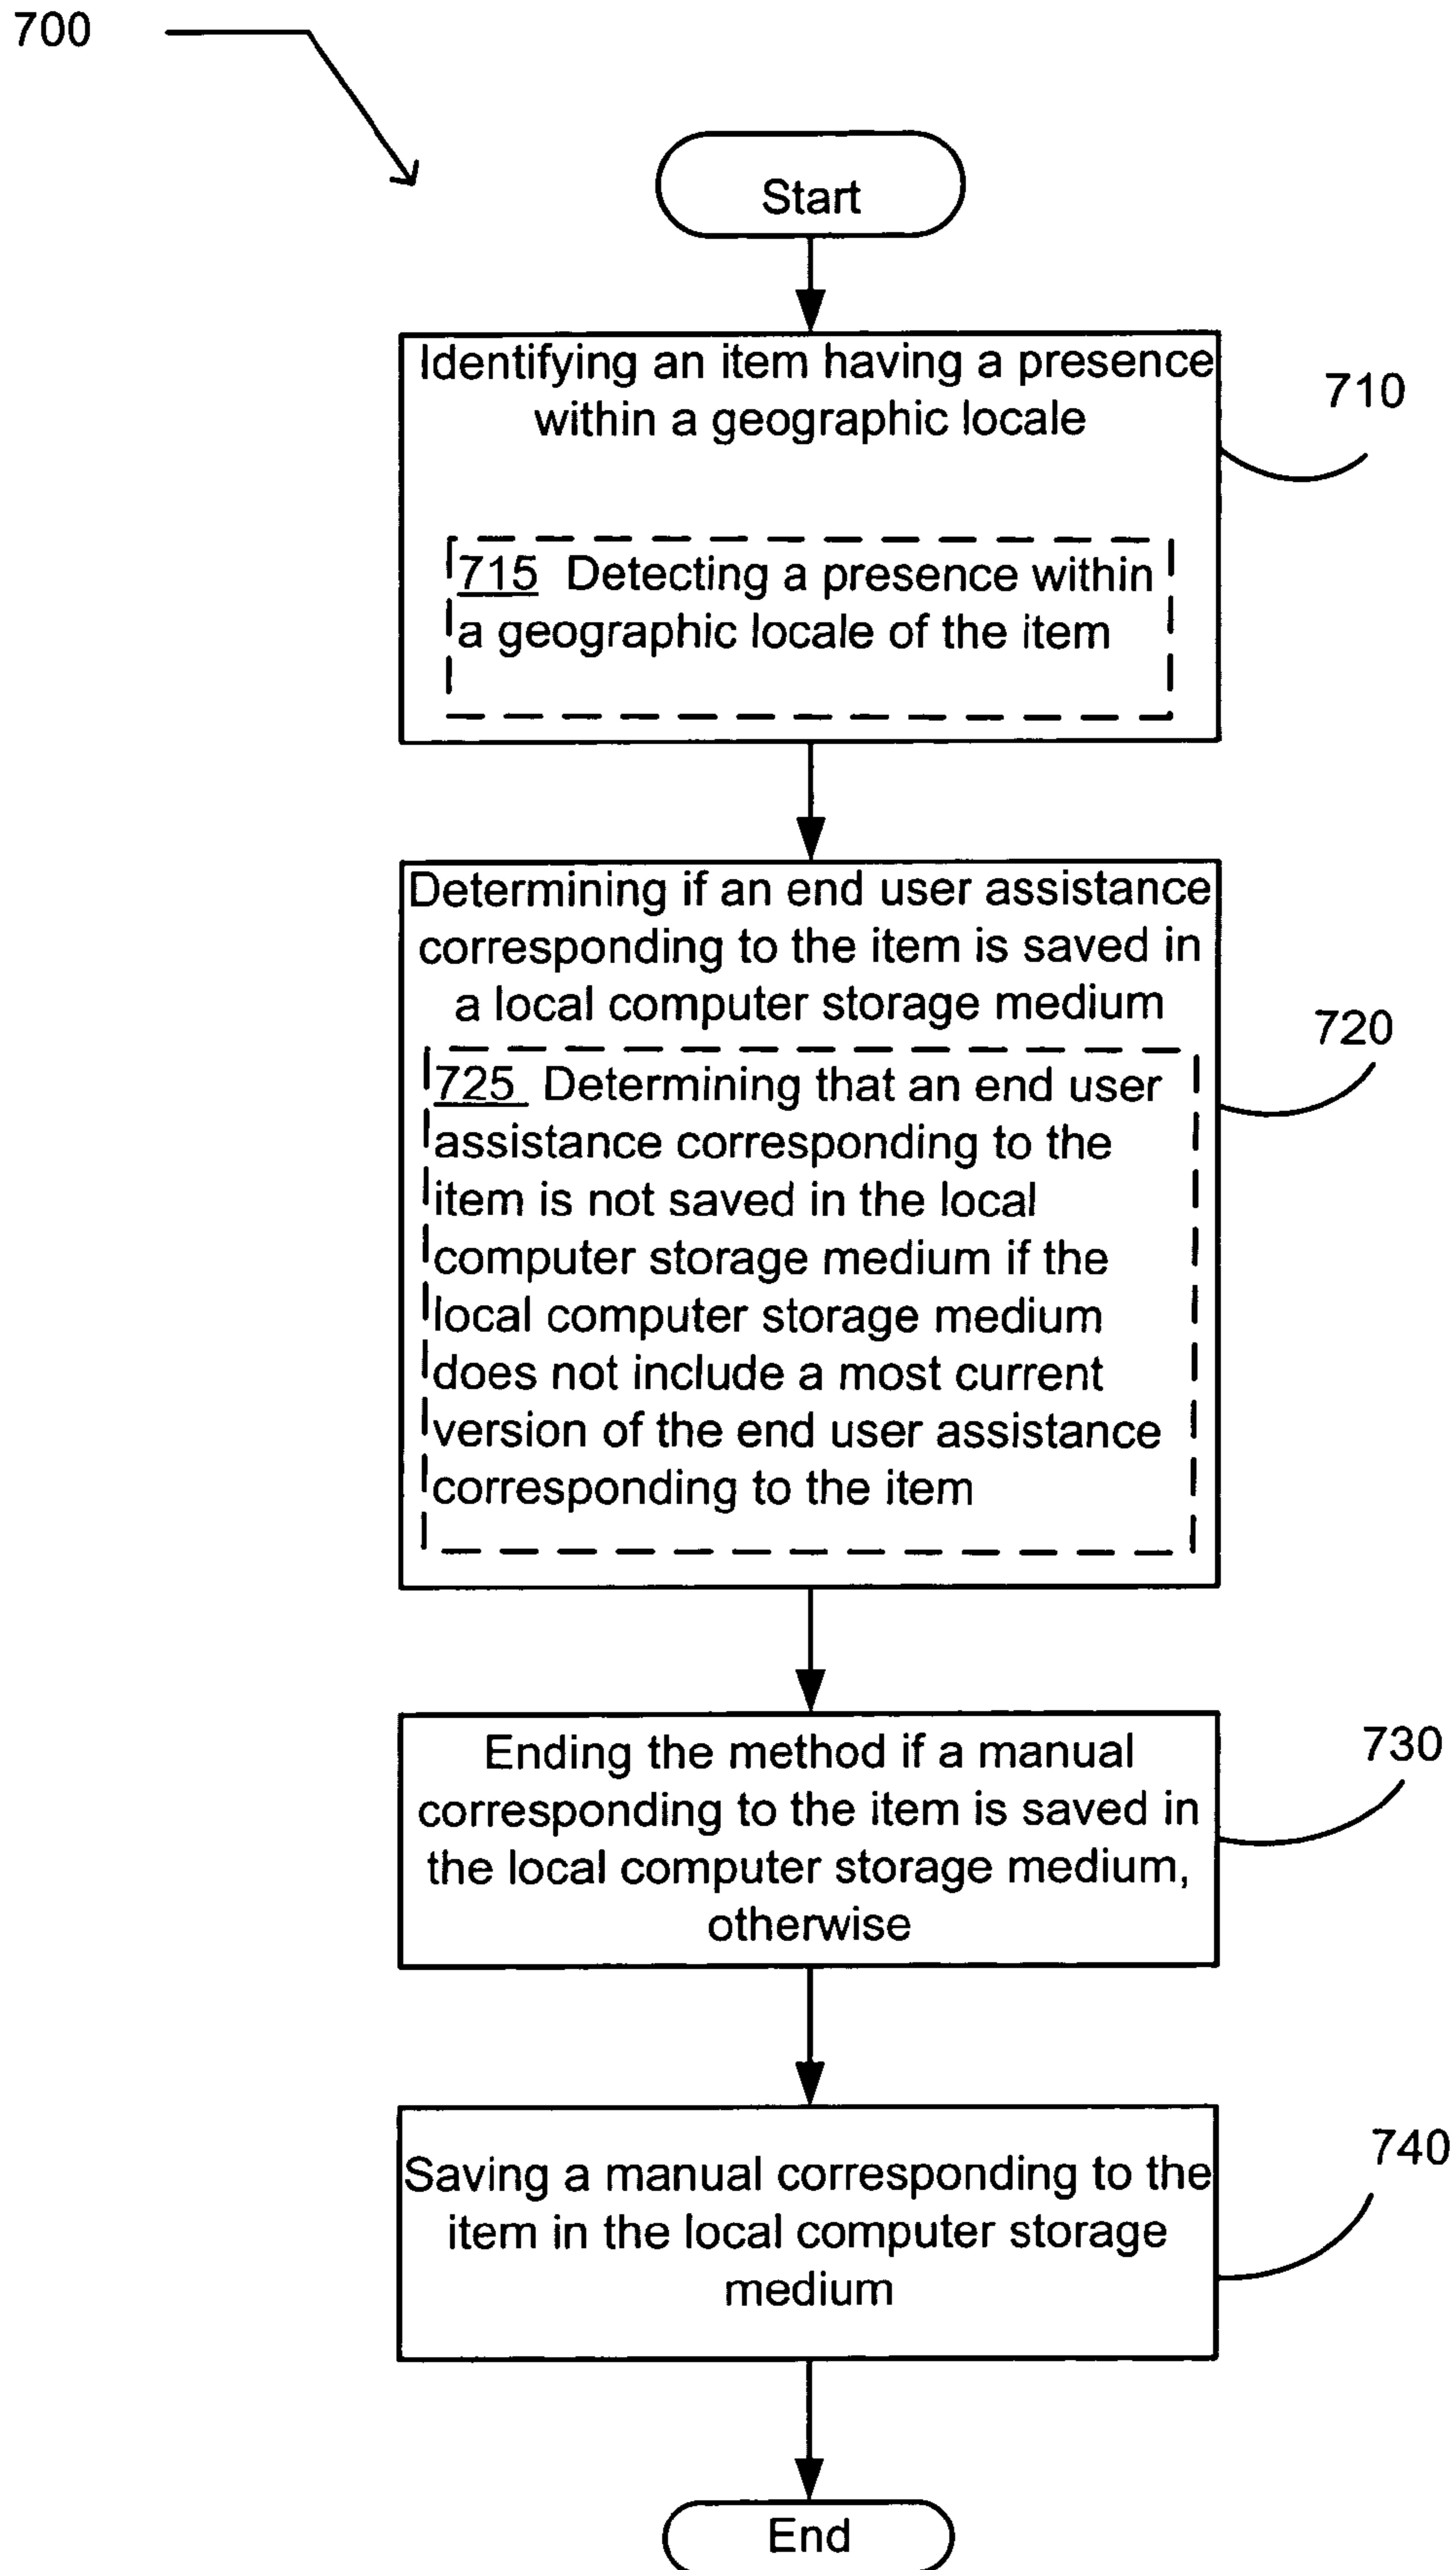 700
Start
Identifying an item having a presence
within a geographic locale
710
715 Detecting a presence within
a geographic locale of the item
Determining if an end user assistance
corresponding to the item is saved in
a local computer storage medium
720
725 Determining that an end user
assistance corresponding to the
item is not saved in the local
computer storage medium if the
local computer storage medium
does not include a most current
version of the end user assistance
corresponding to the item
Ending the method if a manual
corresponding to the item is saved in
the local computer storage medium,
otherwise
730
Saving a manual corresponding to the
item in the local computer storage
medium
740
End